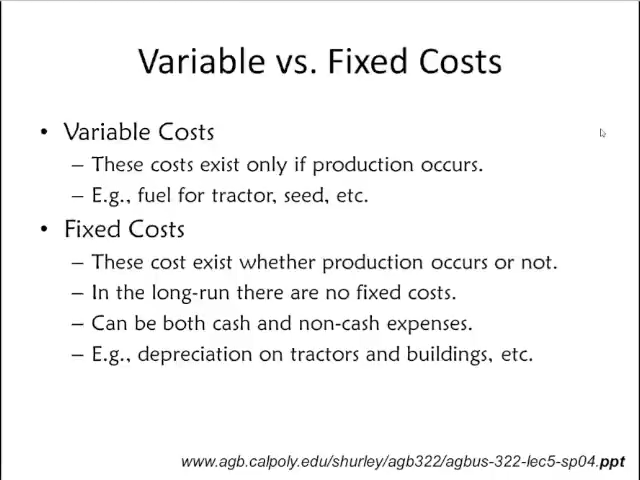 Variable vs. Fixed Costs
• Variable Costs
– These costs exist only if production occurs.
– E.g., fuel for tractor, seed, etc.
• Fixed Costs
– These cost exist whether production occurs or not.
– In the long-run there are no fixed costs.
– Can be both cash and non-cash expenses.
– E.g., depreciation on tractors and buildings, etc.
www.agb.calpoly.edu/shurley/agb322/agbus-322-lec5-sp04.ppt